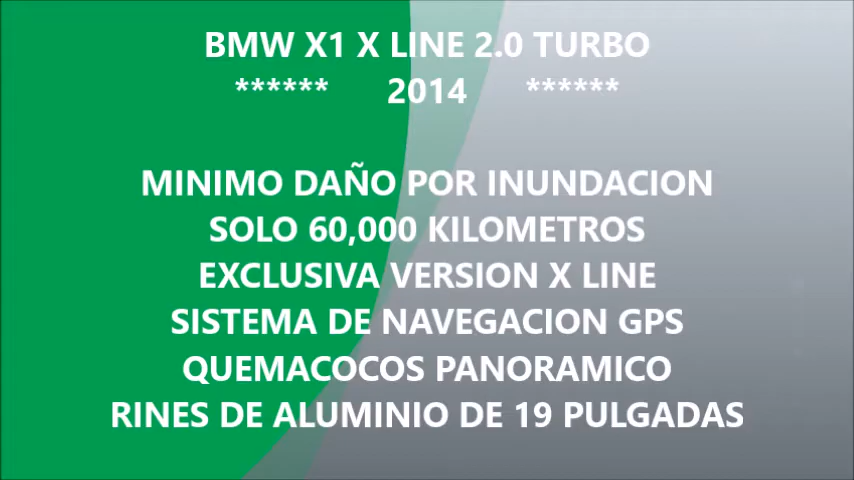 BMW X1 X LINE 2.0 TURBO
****** 2014 ******
MINIMO DAÑO POR INUNDACION
SOLO 60,000 KILOMETROS
EXCLUSIVA VERSION X LINE
SISTEMA DE NAVEGACION GPS
QUEMACOCOS PANORAMICO
RINES DE ALUMINIO DE 19 PULGADAS